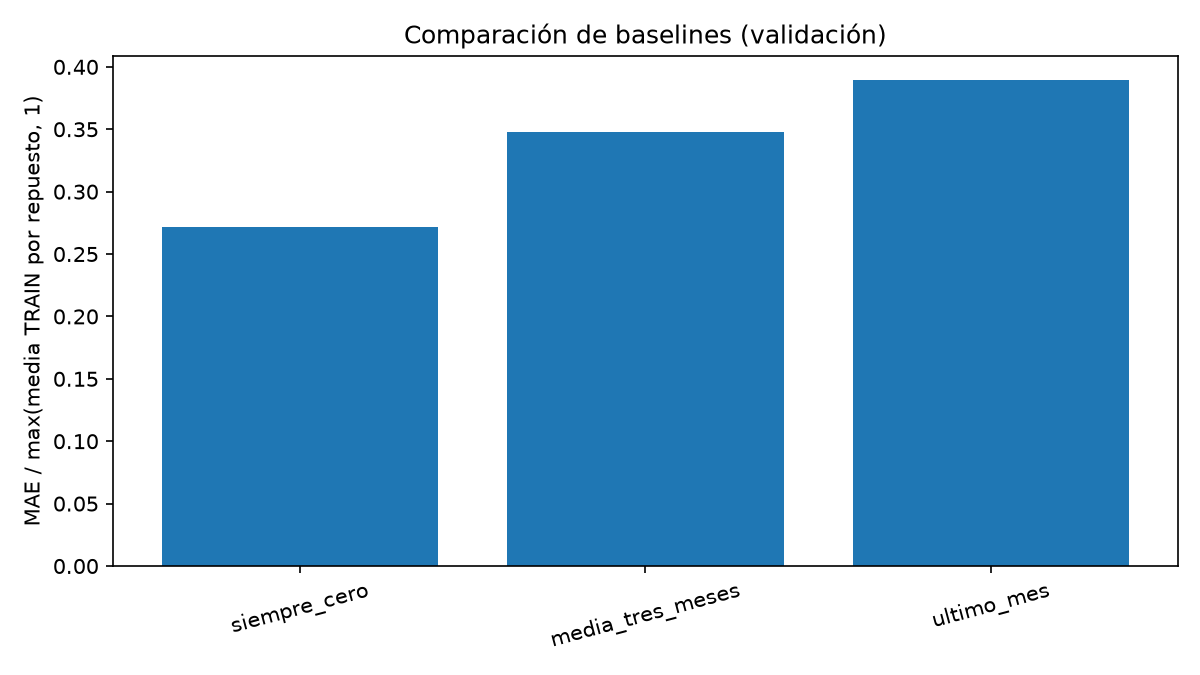 Comparación de baselines (validación)
MAE / max(media TRAIN por repuesto, 1)
0.40
0.35
0.30
0.25
0.20
0.15
0.10
0.05
0.00
siempre_cero
media_tres_meses
ultimo_mes